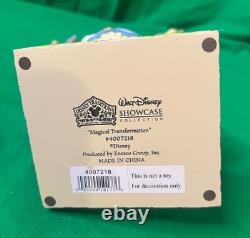 WALT DISNEY
SHOWCASE
COLLECTION
"Magical Transformation"
#4007218
©Disney
Produced by Enesco Group, Inc.
MADE IN CHINA
4007218
This is not a toy.
For decoration only.